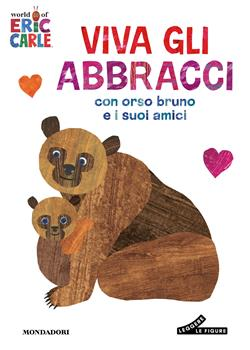 world of
ERIC
CARLE
VIVA GLI
ABBRACCI
con orso bruno
e i suoi amici
MONDADORI
LEGGERE
LE FIGURE